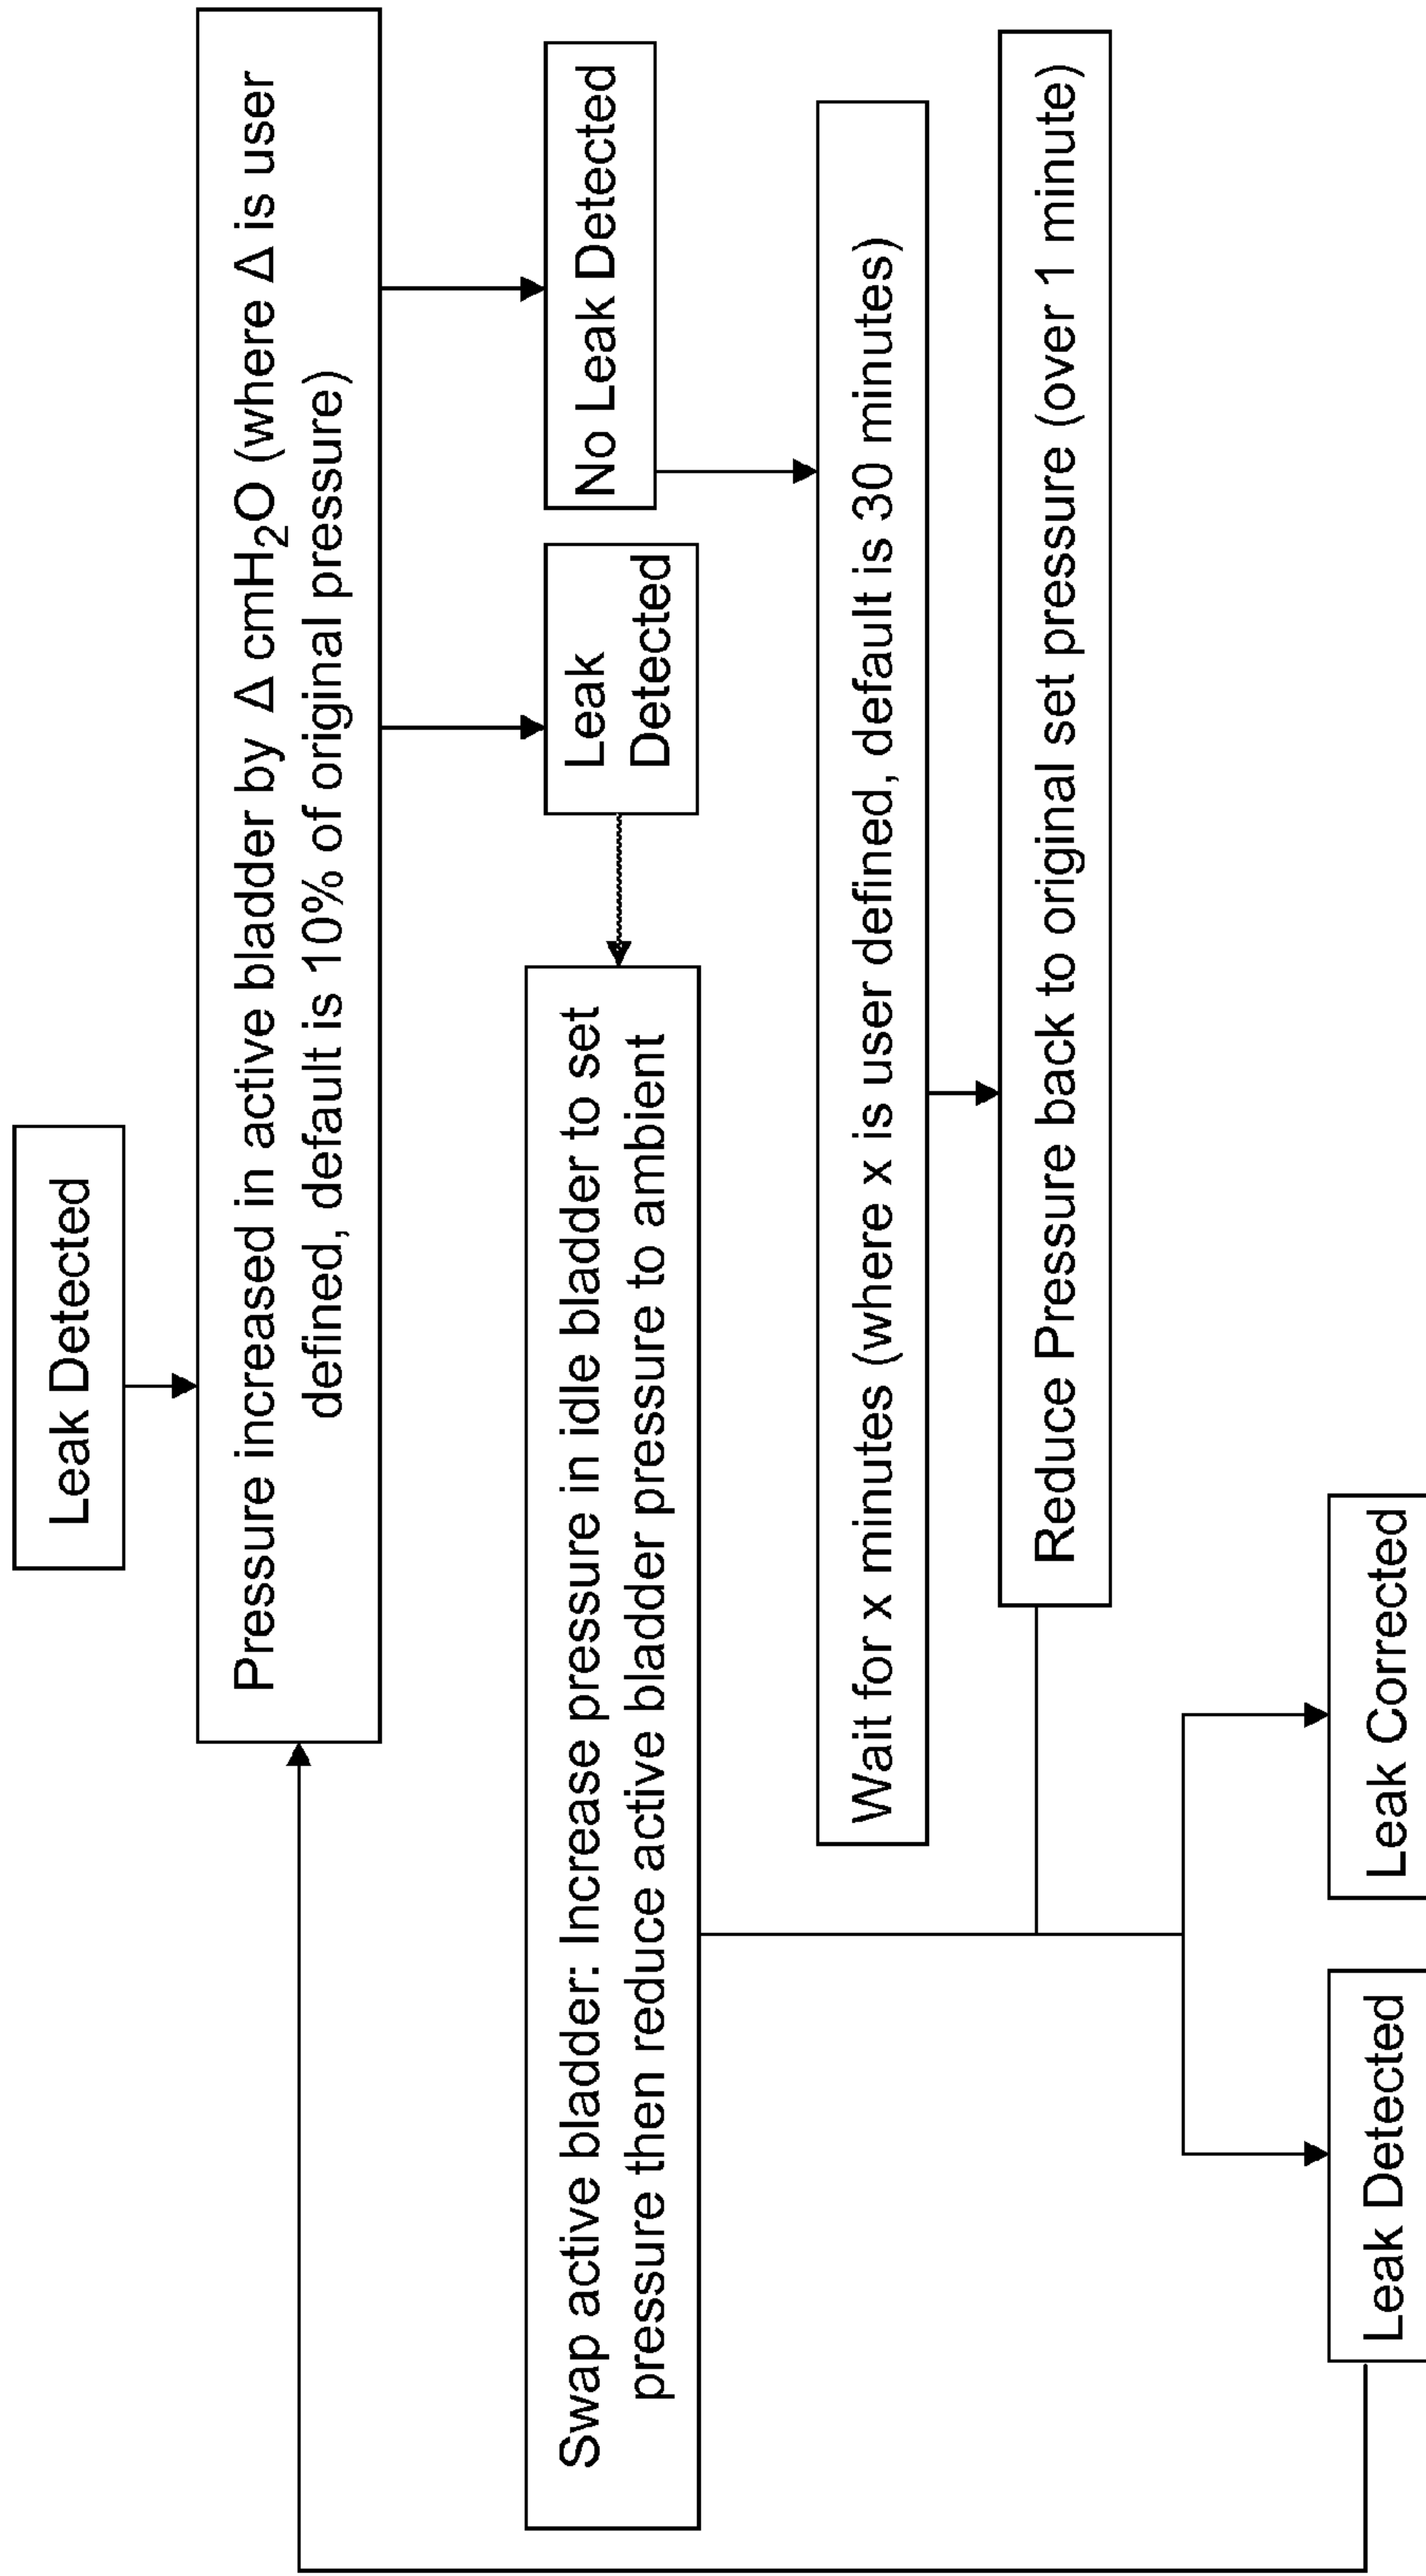 Leak Detected
Pressure increased in active bladder by Δ cmH₂O (where Δ is user
defined, default is 10% of original pressure)
Leak
Detected
No Leak Detected
Swap active bladder: Increase pressure in idle bladder to set
pressure then reduce active bladder pressure to ambient
Wait for x minutes (where x is user defined, default is 30 minutes)
Reduce Pressure back to original set pressure (over 1 minute)
Leak Detected
Leak Corrected